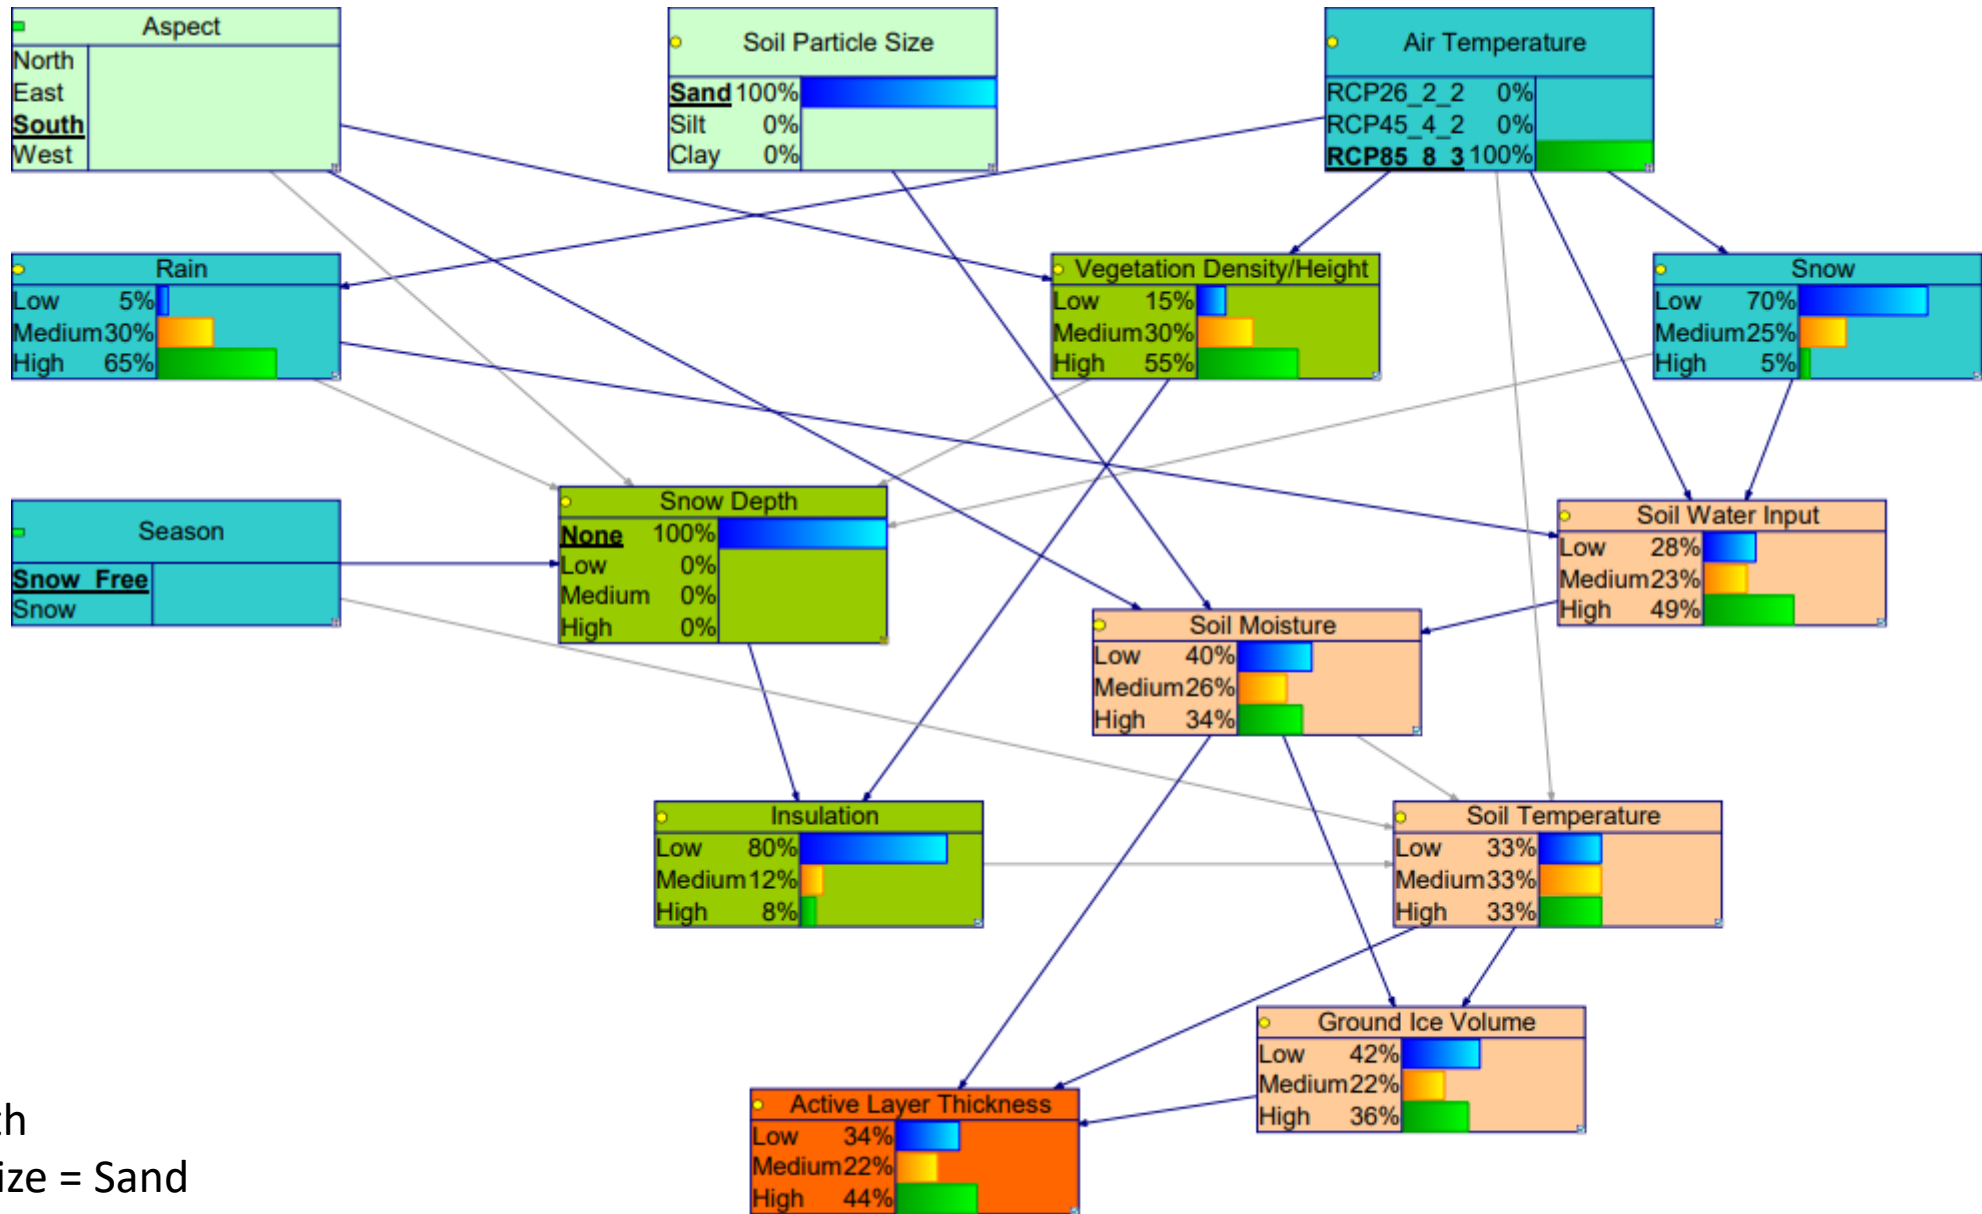 Aspect
North
East
South
West
Soil Particle Size
Sand 100%
Silt 0%
Clay 0%
Air Temperature
RCP26_2_2 0%
RCP45_4_2 0%
RCP85_8_3 100%
Rain
Low 5%
Medium 30%
High 65%
Vegetation Density/Height
Low 15%
Medium 30%
High 55%
Snow
Low 70%
Medium 25%
High 5%
Season
Snow_Free
Snow
Snow Depth
None 100%
Low 0%
Medium 0%
High 0%
Soil Water Input
Low 28%
Medium 23%
High 49%
Soil Moisture
Low 40%
Medium 26%
High 34%
Insulation
Low 80%
Medium 12%
High 8%
Soil Temperature
Low 33%
Medium 33%
High 33%
Ground Ice Volume
Low 42%
Medium 22%
High 36%
Active Layer Thickness
Low 34%
Medium 22%
High 44%
th
ize = Sand